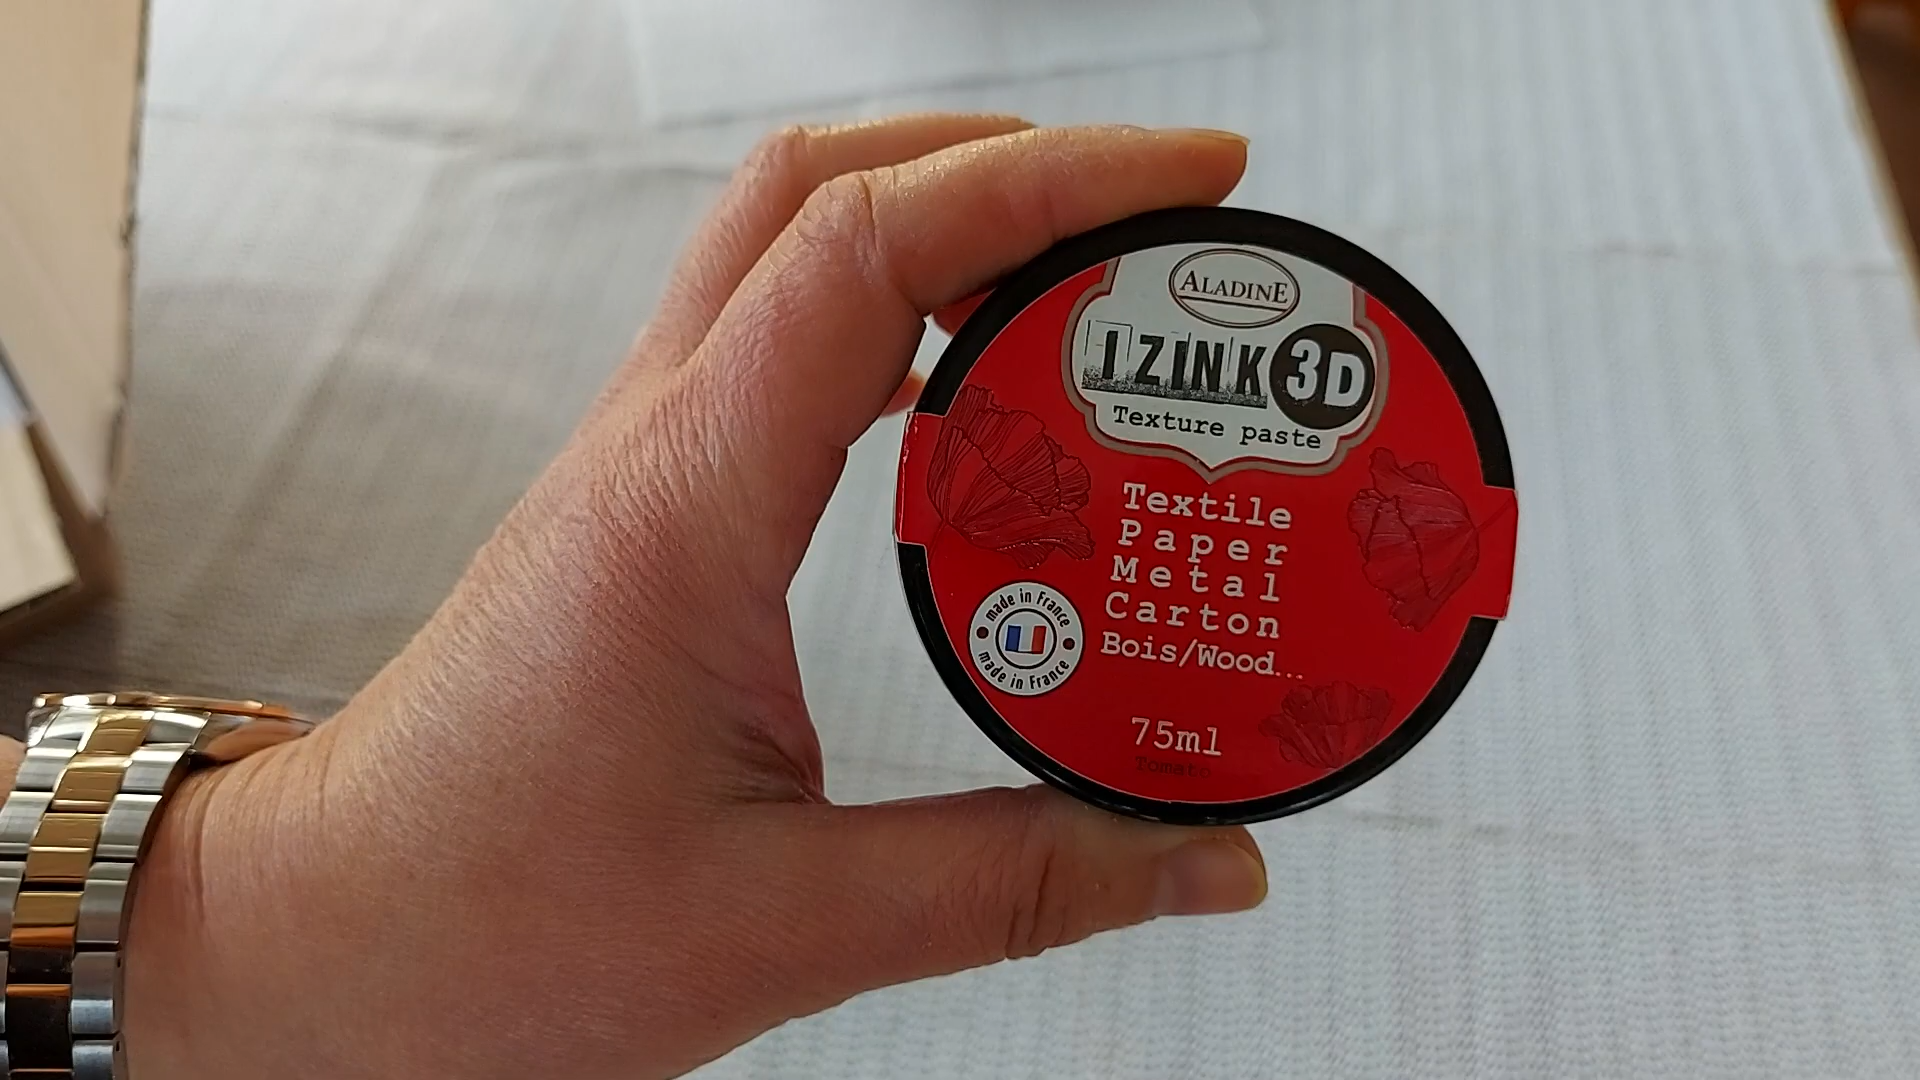 ALADINE
IZINK 3D
Texture paste
Textile
Paper
Metal
Carton
Bois/Wood...
made in France
made in France
75ml
Tomato